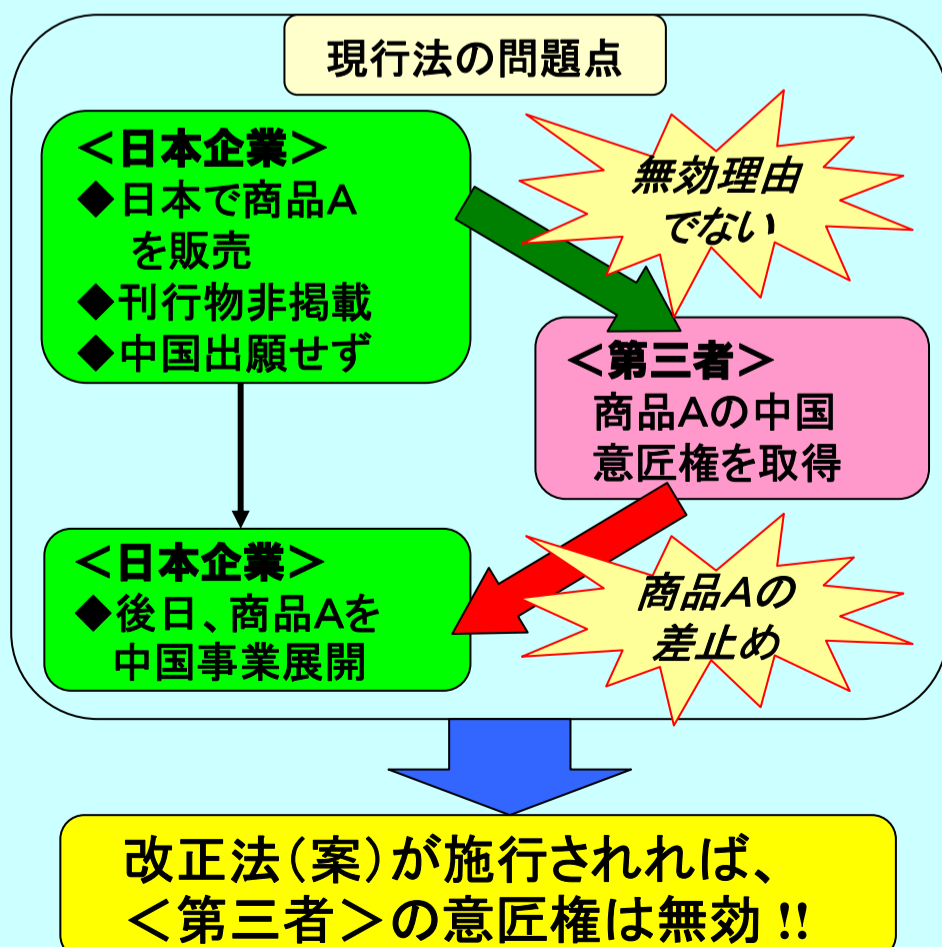 現行法の問題点
＜日本企業＞
◆日本で商品A
を販売
◆刊行物非掲載
◆中国出願せず
無効理由
でない
＜第三者＞
商品Aの中国
意匠権を取得
＜日本企業＞
◆後日、商品Aを
中国事業展開
商品Aの
差止め
改正法（案）が施行されれば、
＜第三者＞の意匠権は無効!!